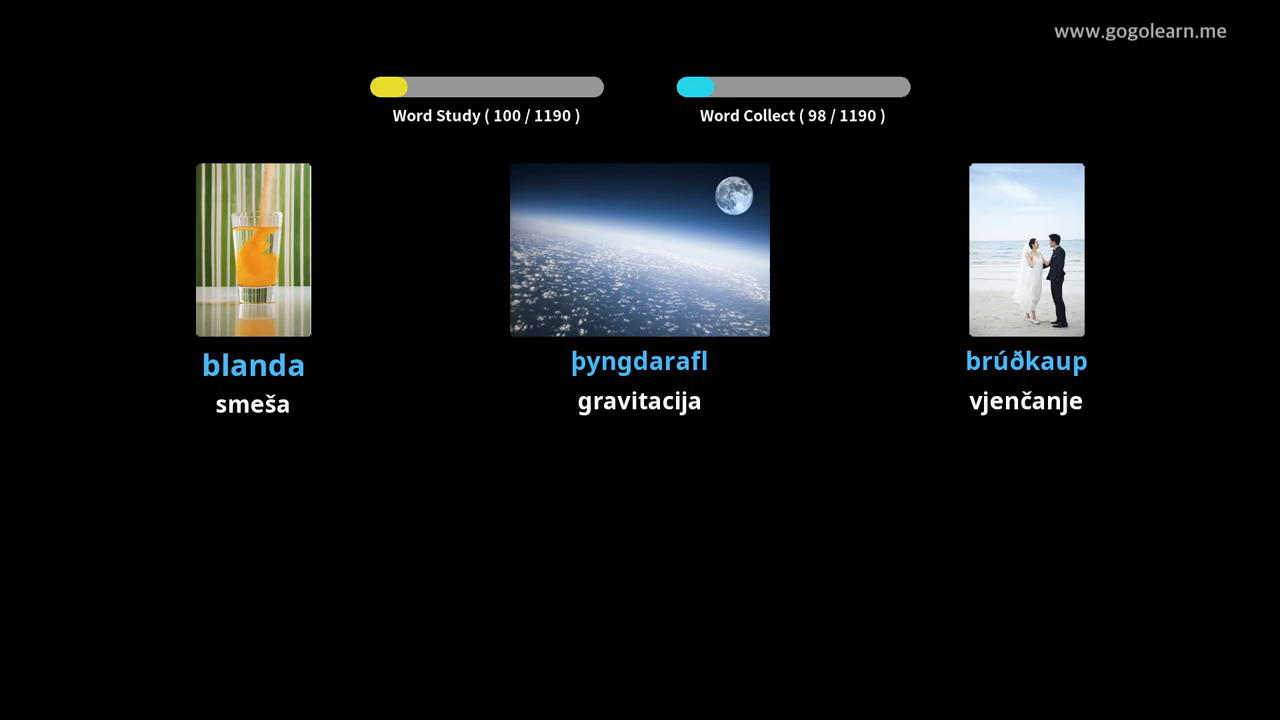 www.gogolearn.me
Word Study ( 100 / 1190 )
Word Collect ( 98 / 1190 )
blanda
smeša
þyngdarafl
gravitacija
brúðkaup
vjenčanje